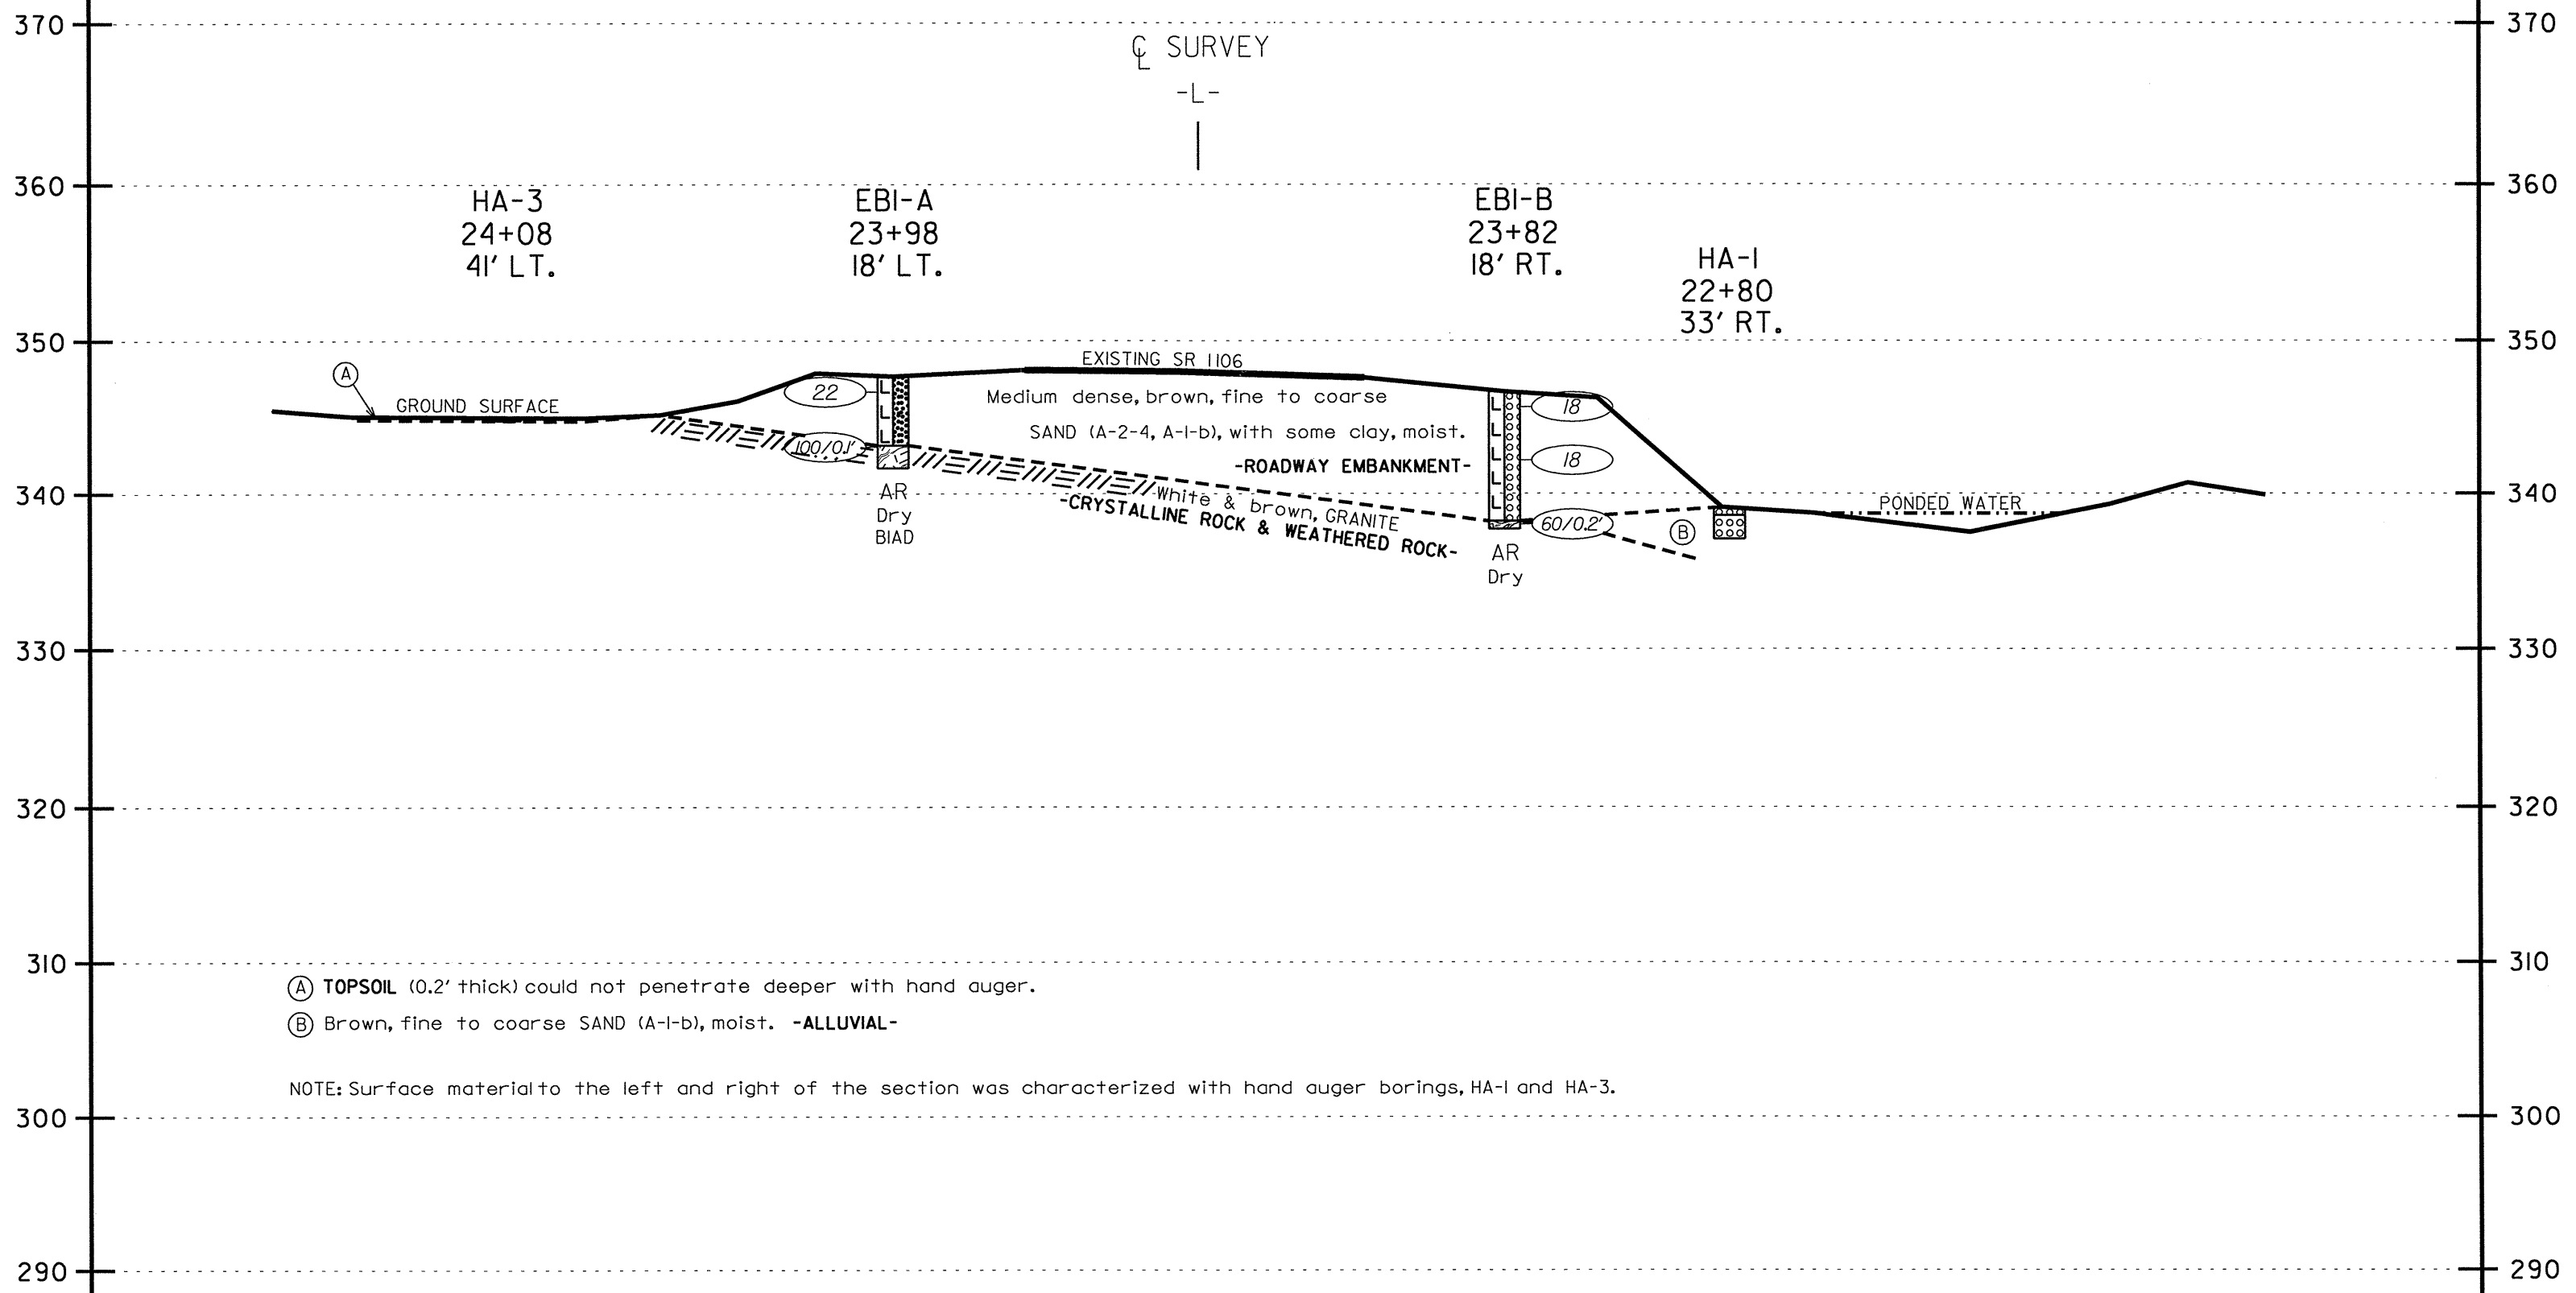 370
370
℄ SURVEY
-L-
360
360
HA-3
24+08
41' LT.
EB1-A
23+98
18' LT.
EB1-B
23+82
18' RT.
HA-1
22+80
33' RT.
350
350
EXISTING SR 1106
A
GROUND SURFACE
22
L
L
L
Medium dense, brown, fine to coarse
SAND (A-2-4, A-1-b), with some clay, moist.
-ROADWAY EMBANKMENT-
L
L
L
L
L
18
18
100/0.1'
340
340
AR
Dry
BIAD
White & brown, GRANITE
-CRYSTALLINE ROCK & WEATHERED ROCK-
60/0.2'
B
PONDED WATER
AR
Dry
330
330
320
320
310
310
A TOPSOIL (0.2' thick) could not penetrate deeper with hand auger.
B Brown, fine to coarse SAND (A-1-b), moist. -ALLUVIAL-
NOTE: Surface material to the left and right of the section was characterized with hand auger borings, HA-1 and HA-3.
300
300
290
290